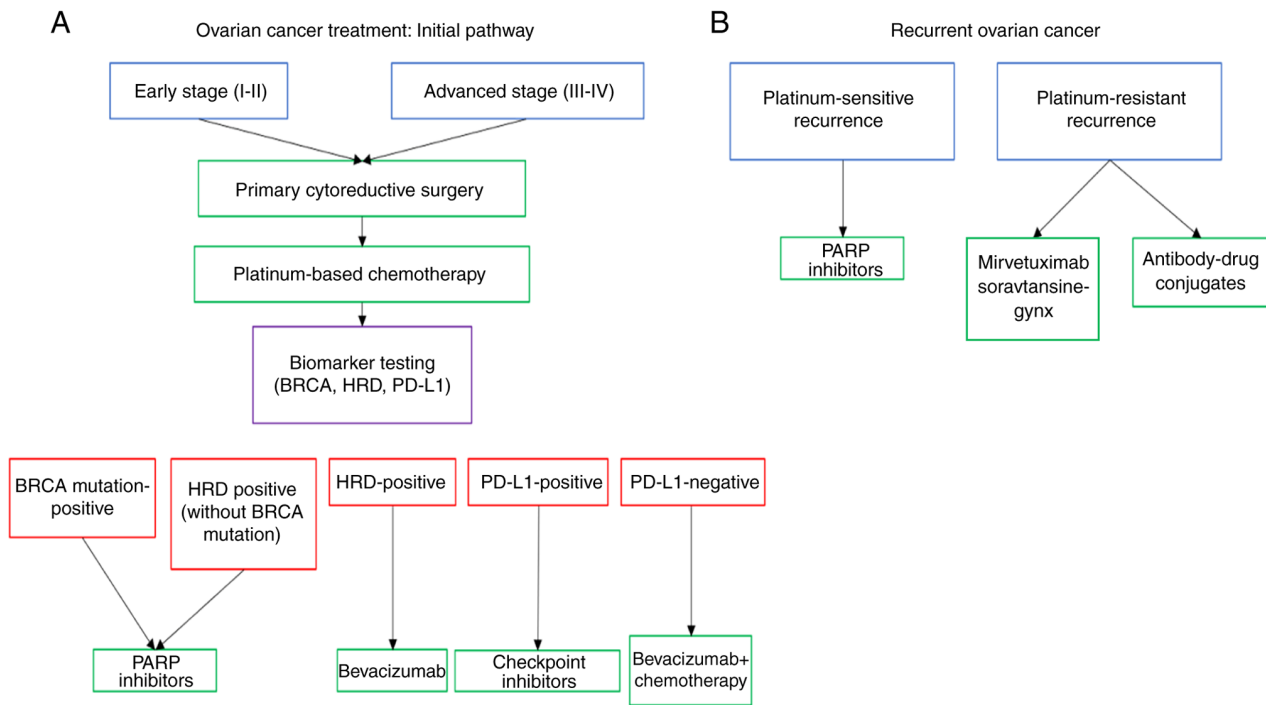 A
Ovarian cancer treatment: Initial pathway
Early stage (I-II)
Advanced stage (III-IV)
Primary cytoreductive surgery
Platinum-based chemotherapy
Biomarker testing
(BRCA, HRD, PD-L1)
BRCA mutation-
positive
HRD positive
(without BRCA
mutation)
HRD-positive
PD-L1-positive
PD-L1-negative
PARP
inhibitors
Bevacizumab
Checkpoint
inhibitors
Bevacizumab+
chemotherapy
B
Recurrent ovarian cancer
Platinum-sensitive
recurrence
Platinum-resistant
recurrence
PARP
inhibitors
Mirvetuximab
soravtansine-
gynx
Antibody-drug
conjugates